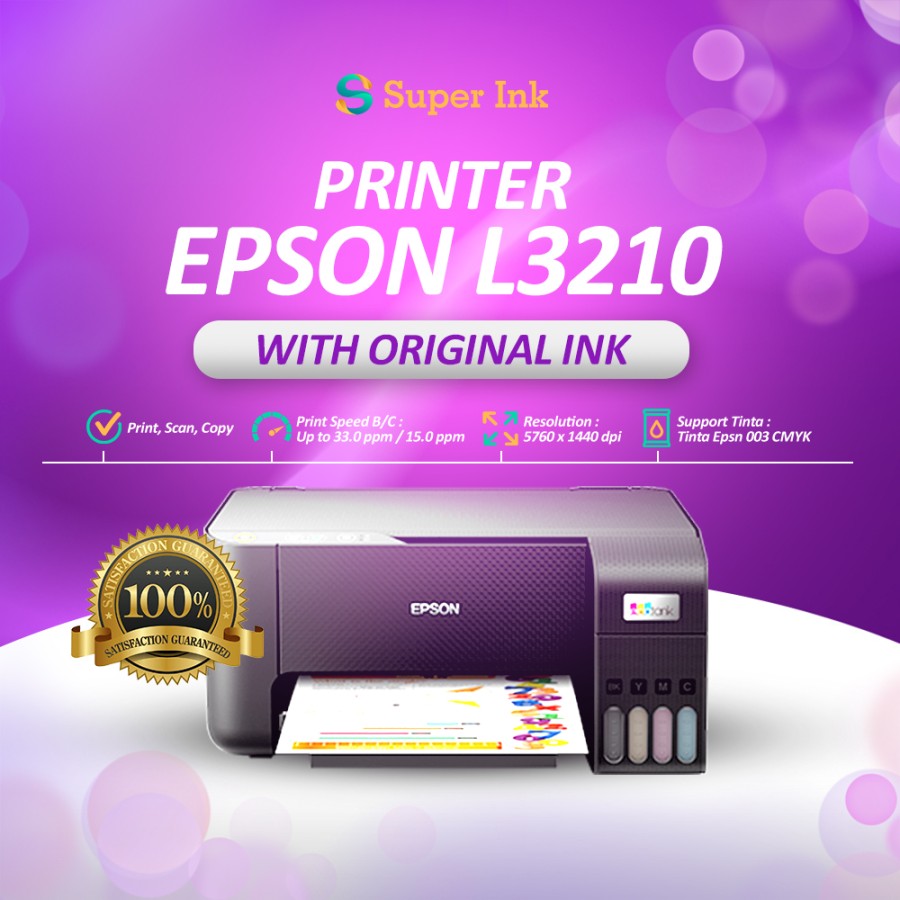 Super Ink
PRINTER
EPSON L3210
WITH ORIGINAL INK
Print, Scan, Copy
Print Speed B/C :
Up to 33.0 ppm / 15.0 ppm
Resolution :
5760 x 1440 dpi
Support Tinta :
Tinta Epsn 003 CMYK
SATISFACTION GUARANTEED
100%
SATISFACTION GUARANTEED
EPSON
BK Y M C